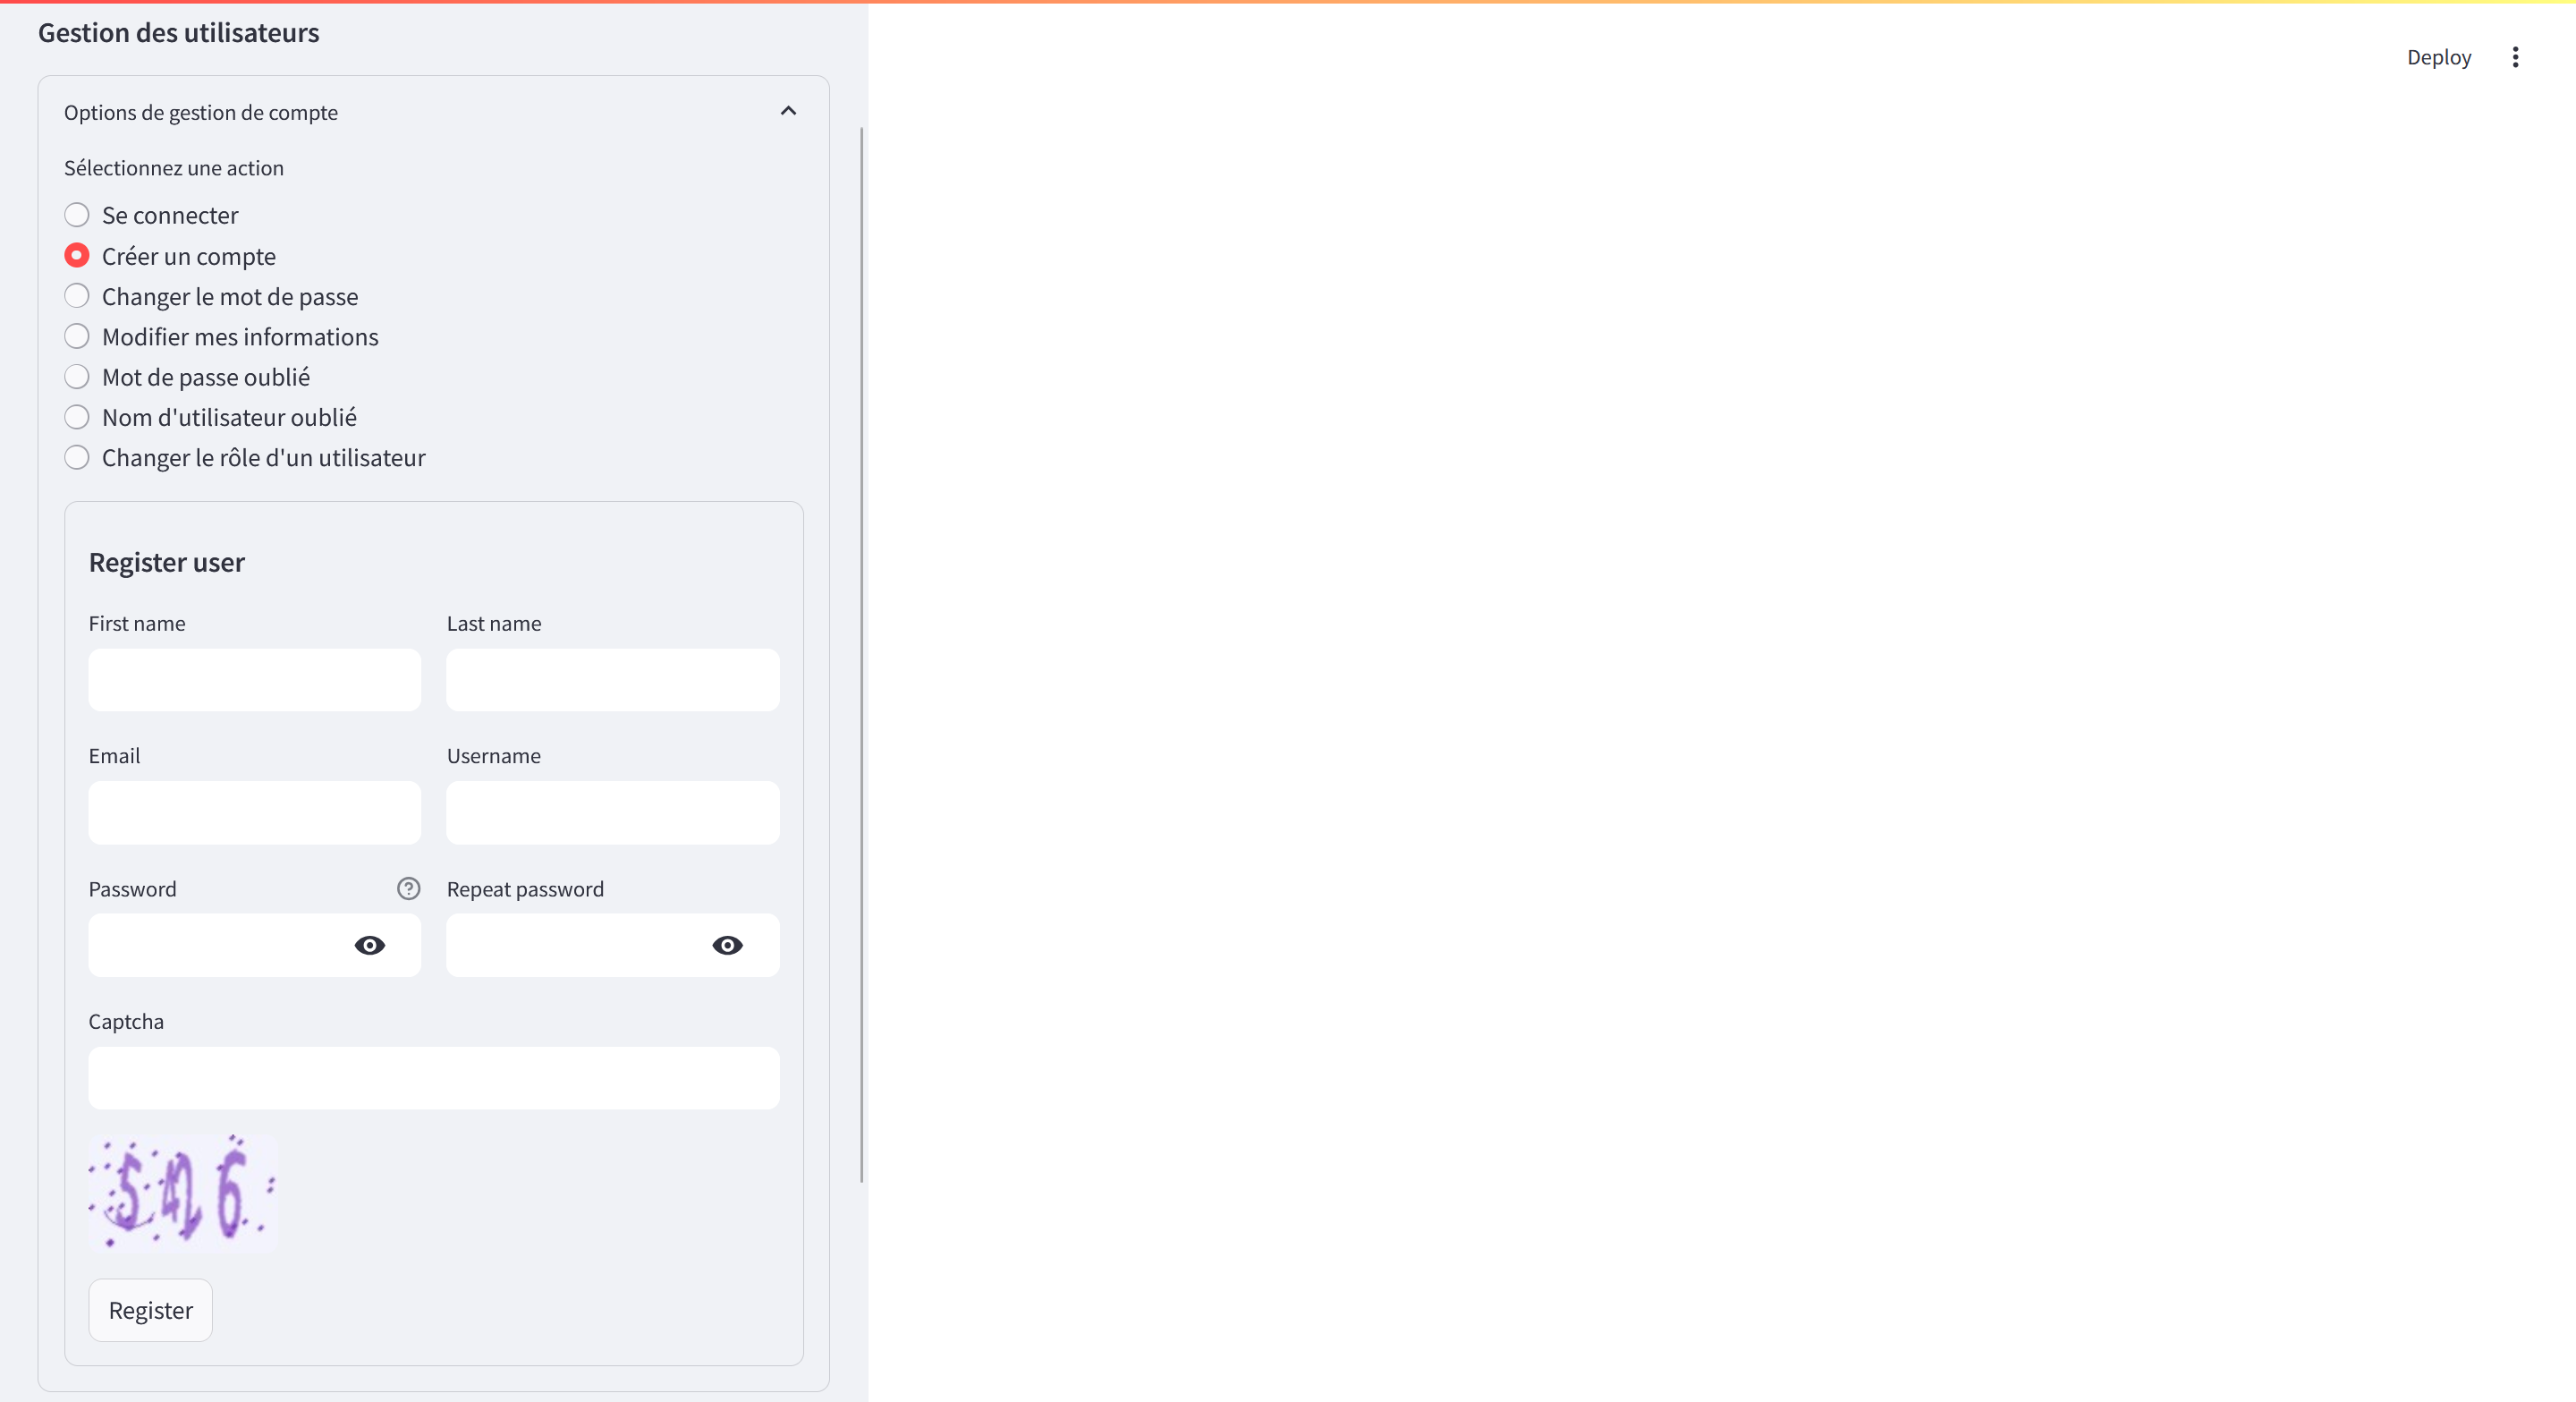 Gestion des utilisateurs
Deploy
Options de gestion de compte
Sélectionnez une action
Se connecter
Créer un compte
Changer le mot de passe
Modifier mes informations
Mot de passe oublié
Nom d'utilisateur oublié
Changer le rôle d'un utilisateur
Register user
First name
Last name
Email
Username
Password
Repeat password
Captcha
Register